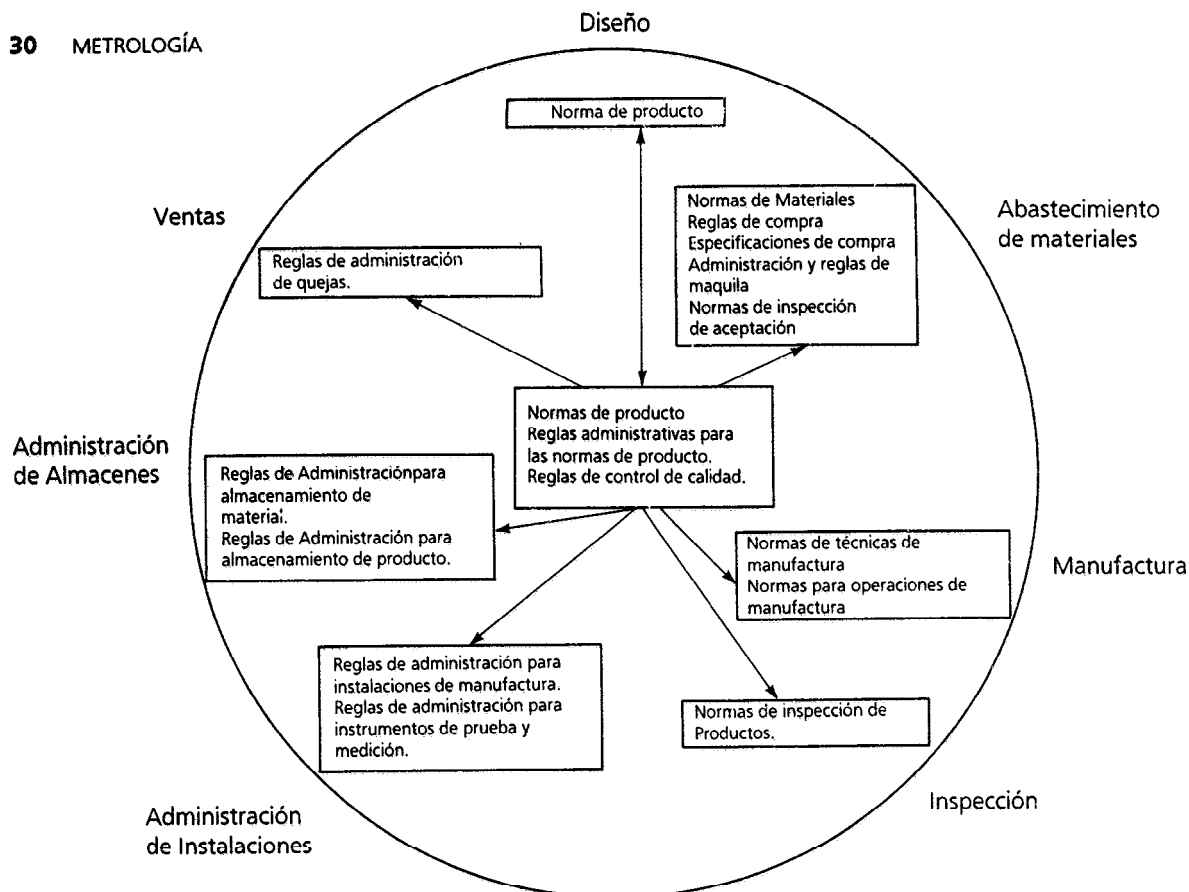 30 METROLOGÍA
Diseño
Norma de producto
Ventas
Reglas de administración
de quejas.
Normas de Materiales
Reglas de compra
Especificaciones de compra
Administración y reglas de
maquila
Normas de inspección
de aceptación
Abastecimiento
de materiales
Normas de producto
Reglas administrativas para
las normas de producto.
Reglas de control de calidad.
Administración
de Almacenes
Reglas de Administraciónpara
almacenamiento de
material.
Reglas de Administración para
almacenamiento de producto.
Normas de técnicas de
manufactura
Normas para operaciones de
manufactura
Manufactura
Reglas de administración para
instalaciones de manufactura.
Reglas de administración para
instrumentos de prueba y
medición.
Normas de inspección de
Productos.
Inspección
Administración
de Instalaciones